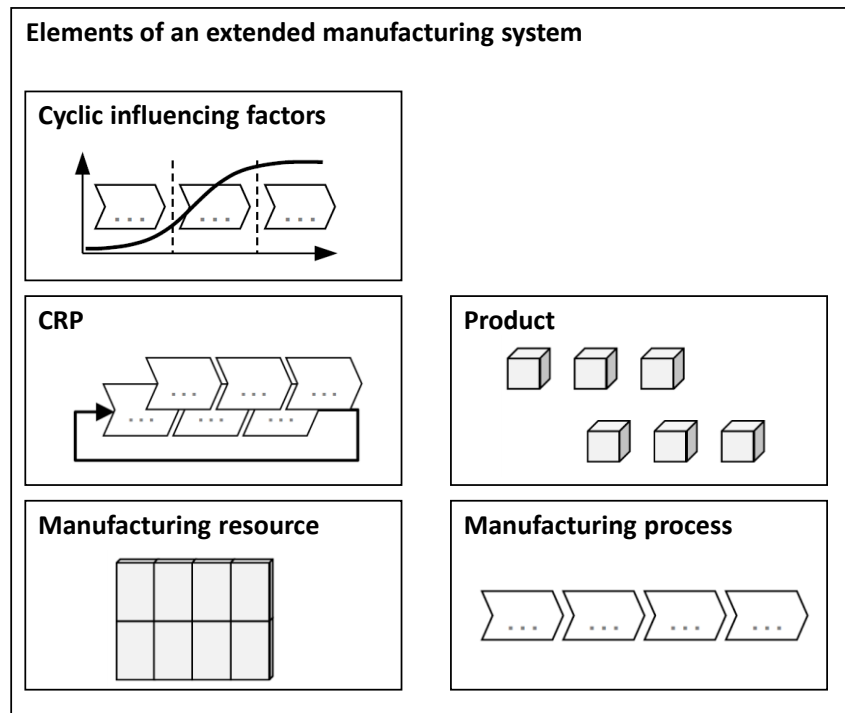 Elements of an extended manufacturing system
Cyclic influencing factors
... ... ...
CRP
... ... ...
... ... ...
Product
Manufacturing resource
Manufacturing process
... ... ... ...